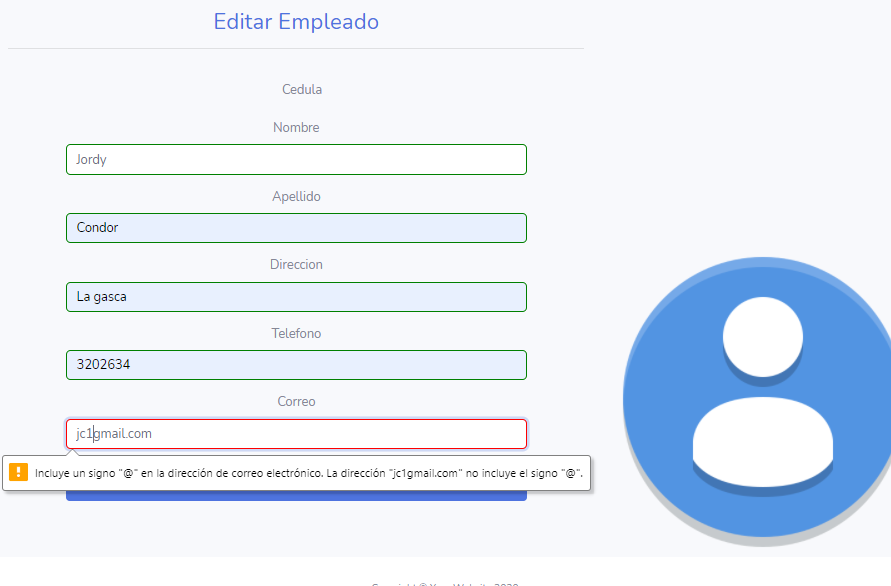 Editar Empleado
Cedula
Nombre
Jordy
Apellido
Condor
Direccion
La gasca
Telefono
3202634
Correo
jc1gmail.com
Incluye un signo "@" en la dirección de correo electrónico. La dirección "jc1gmail.com" no incluye el signo "@".